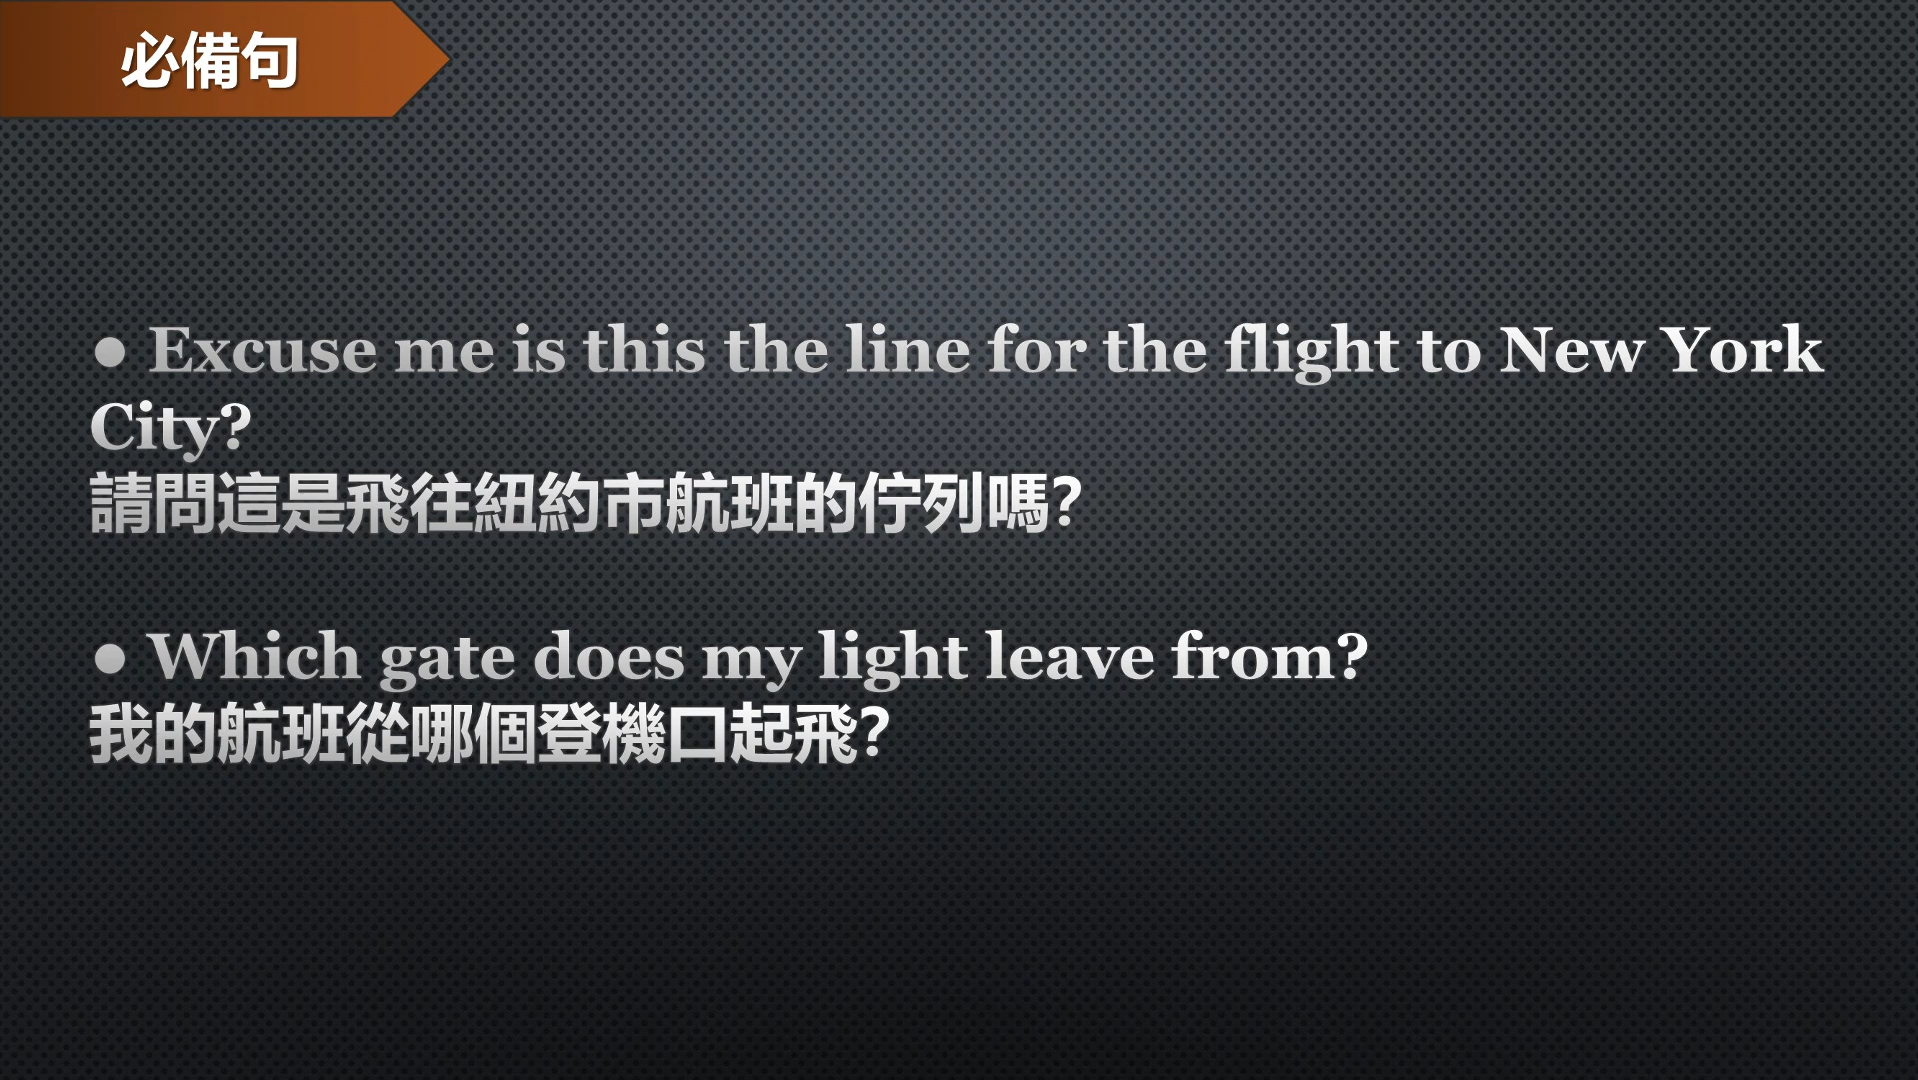 必備句
● Excuse me is this the line for the flight to New York
City?
請問這是飛往紐約市航班的佇列嗎?
● Which gate does my light leave from?
我的航班從哪個登機口起飛?